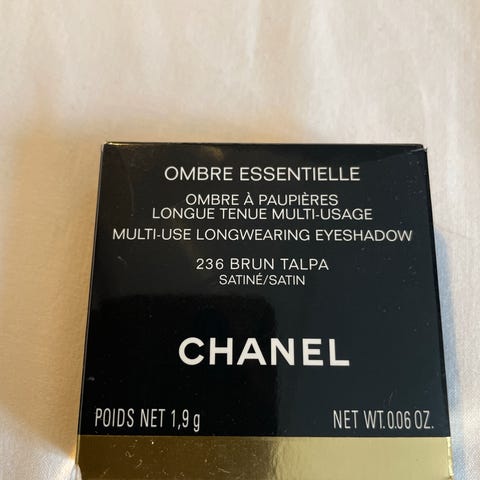 OMBRE ESSENTIELLE
OMBRE À PAUPIÈRES
LONGUE TENUE MULTI-USAGE
MULTI-USE LONGWEARING EYESHADOW
236 BRUN TALPA
SATINÉ/SATIN
CHANEL
POIDS NET 1,9 g NET WT. 0.06 OZ.